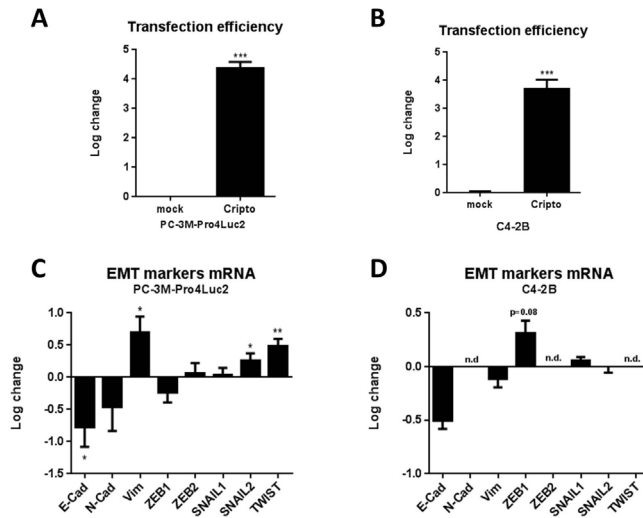 A
Transfection efficiency
Log change
5
4
3
2
1
0
***
mock
Cripto
PC-3M-Pro4Luc2
B
Transfection efficiency
Log change
5
4
3
2
1
0
***
mock
Cripto
C4-2B
C
EMT markers mRNA
PC-3M-Pro4Luc2
Log change
1.0
0.5
0.0
-0.5
-1.0
-1.5
*
*
*
**
E-Cad
N-Cad
Vim
ZEB1
ZEB2
SNAIL1
SNAIL2
TWIST
D
EMT markers mRNA
C4-2B
Log change
0.5
0.0
-0.5
-1.0
n.d
p=0.08
n.d.
n.d.
E-Cad
N-Cad
Vim
ZEB1
ZEB2
SNAIL1
SNAIL2
TWIST